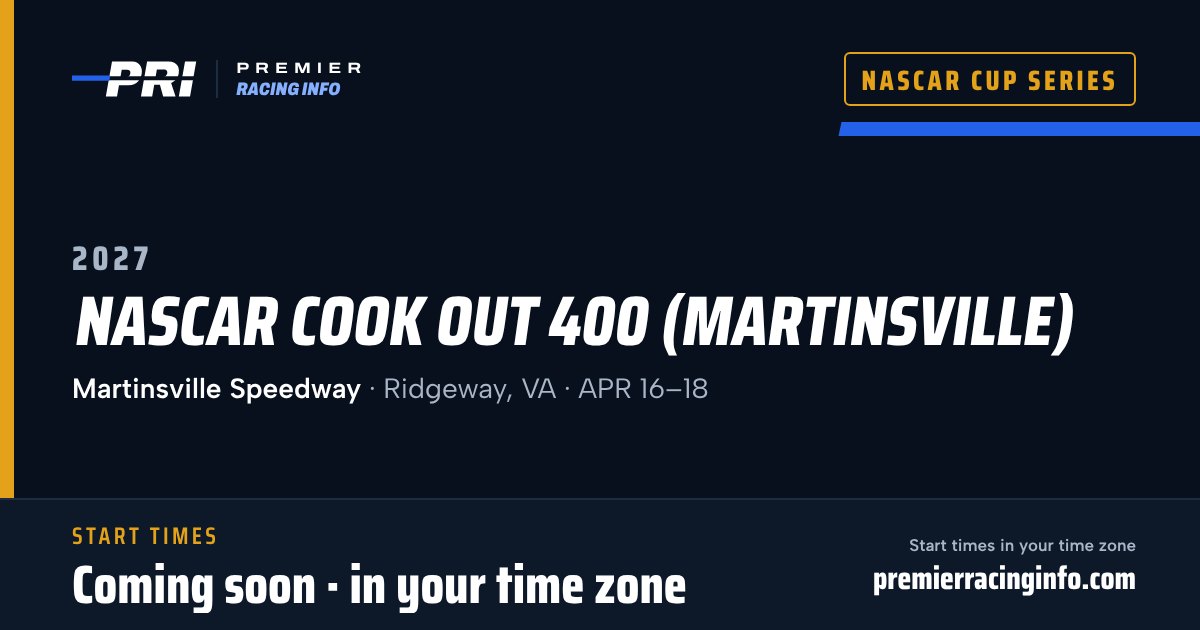 PRI
PREMIER
RACING INFO
NASCAR CUP SERIES
2027
NASCAR COOK OUT 400 (MARTINSVILLE)
Martinsville Speedway · Ridgeway, VA · APR 16–18
START TIMES
Coming soon · in your time zone
Start times in your time zone
premierracinginfo.com